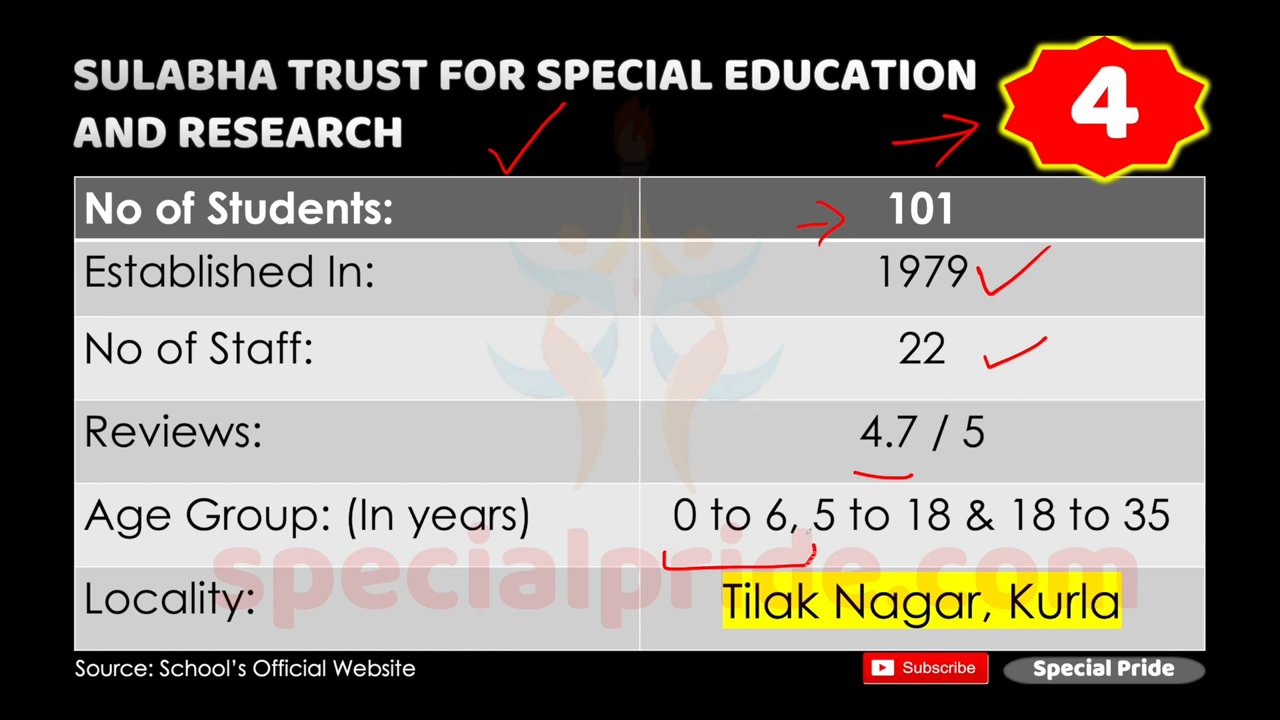 SULABHA TRUST FOR SPECIAL EDUCATION
AND RESEARCH
4
No of Students: 101
Established In: 1979
No of Staff: 22
Reviews: 4.7 / 5
Age Group: (In years) 0 to 6, 5 to 18 & 18 to 35
specialpride.com
Locality: Tilak Nagar, Kurla
Source: School's Official Website
Subscribe
Special Pride